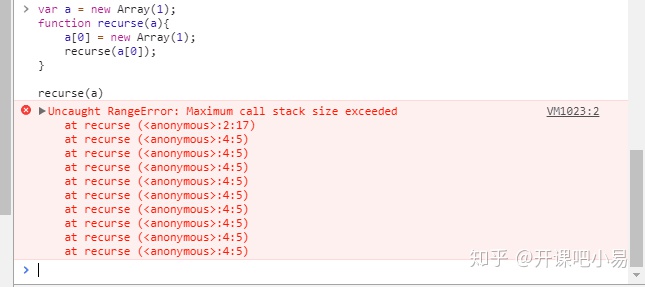 > var a = new Array(1);
function recurse(a){
    a[0] = new Array(1);
    recurse(a[0]);
}
recurse(a)
▶Uncaught RangeError: Maximum call stack size exceeded VM1023:2
    at recurse (<anonymous>:2:17)
    at recurse (<anonymous>:4:5)
    at recurse (<anonymous>:4:5)
    at recurse (<anonymous>:4:5)
    at recurse (<anonymous>:4:5)
    at recurse (<anonymous>:4:5)
    at recurse (<anonymous>:4:5)
    at recurse (<anonymous>:4:5)
    at recurse (<anonymous>:4:5)
    at recurse (<anonymous>:4:5)
知乎 @开课吧小易
>